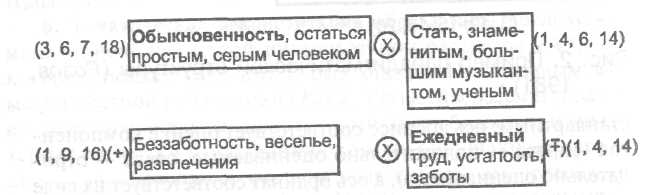 (3, 6, 7, 18) Обыкновенность, остаться простым, серым человеком X Стать, знаме-нитым, боль-шим музыкан-том, ученым (1, 4, 6, 14)
(1, 9, 16)(+) Беззаботность, веселье, развлечения X Ежедневный труд, усталость, заботы (∓)(1, 4, 14)